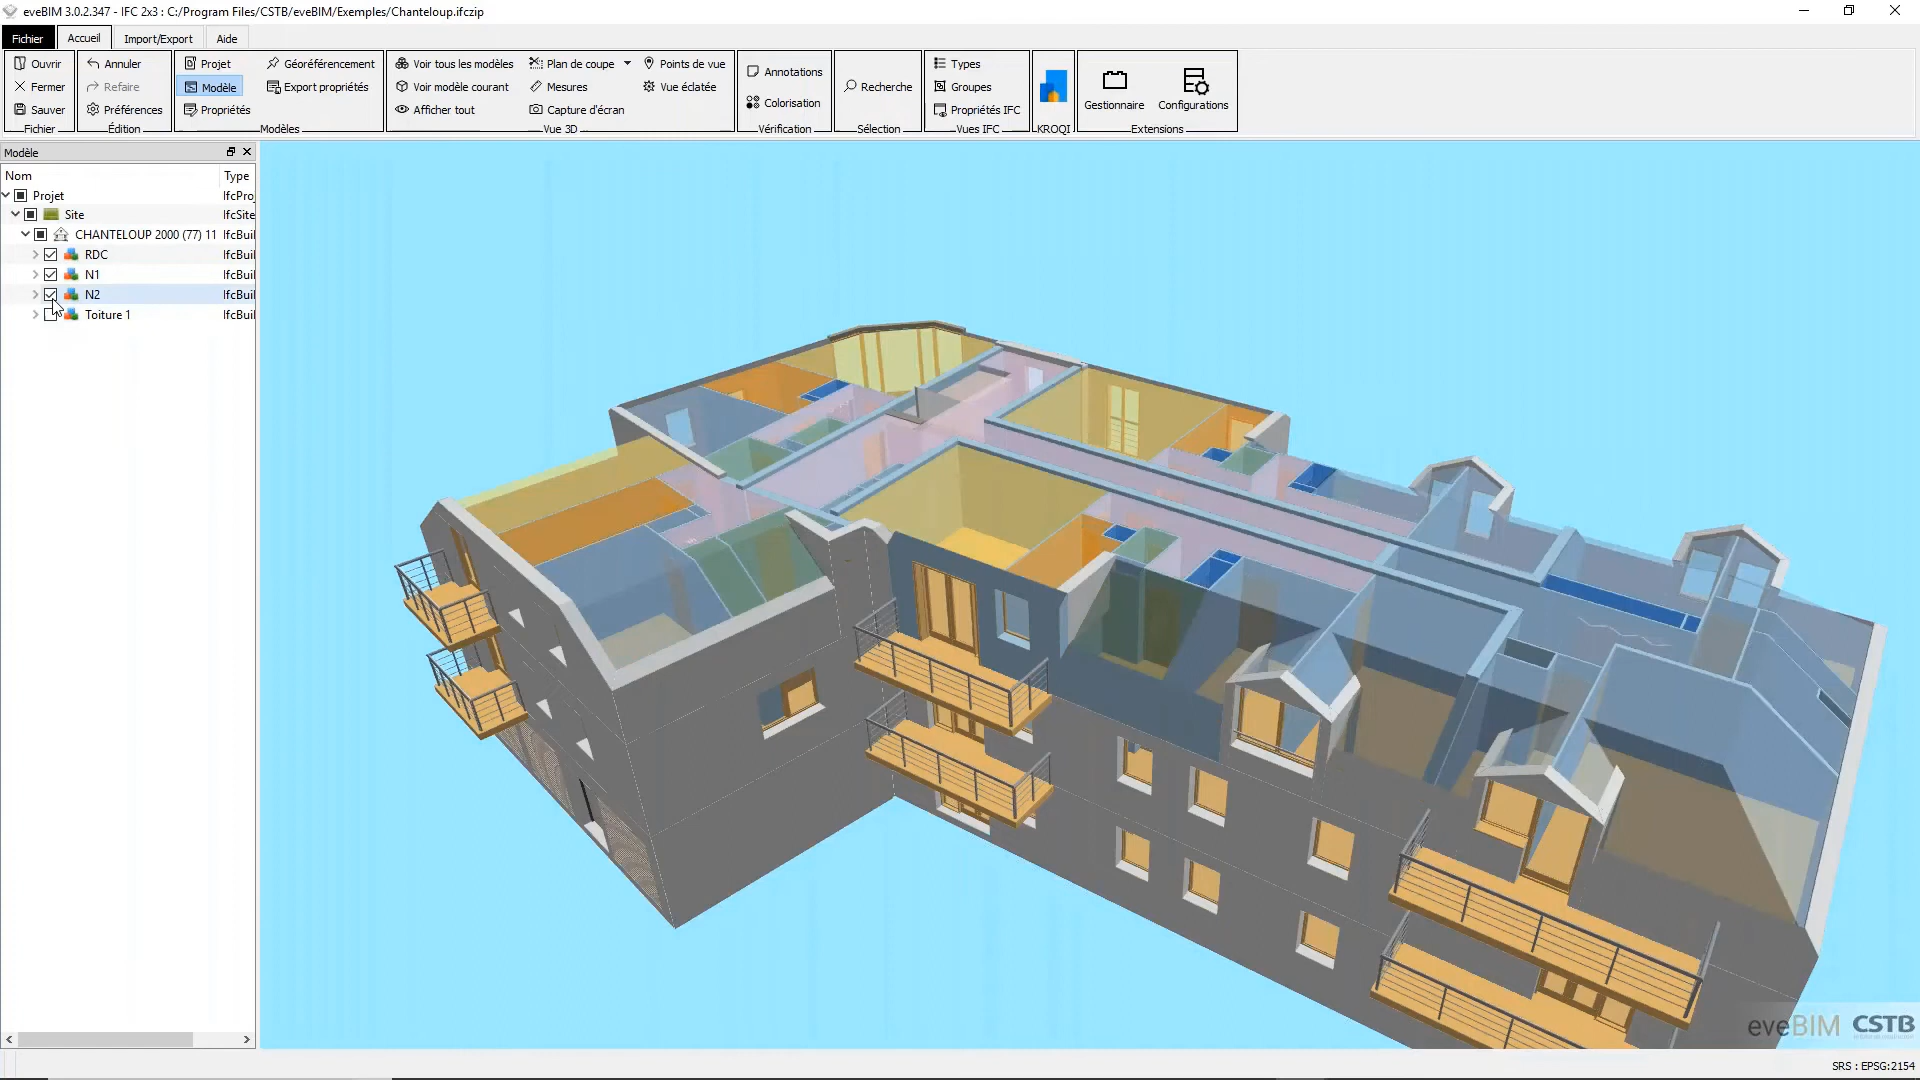 eveBIM 3.0.2.347 - IFC 2x3 : C:/Program Files/CSTB/eveBIM/Exemples/Chanteloup.ifczip
Fichier Accueil Import/Export Aide
Ouvrir
Fermer
Sauver
Fichier
Annuler
Refaire
Préférences
Édition
Projet
Modèle
Propriétés
Géoréférencement
Export propriétés
Modèles
Voir tous les modèles
Voir modèle courant
Afficher tout
Plan de coupe
Mesures
Capture d'écran
Points de vue
Vue éclatée
Vue 3D
Annotations
Colorisation
Vérification
Recherche
Sélection
Types
Groupes
Propriétés IFC
Vues IFC
KROQI
Gestionnaire
Configurations
Extensions
Modèle
Nom Type
Projet IfcProj
Site IfcSite
CHANTELOUP 2000 (77) 11 IfcBuil
RDC IfcBuil
N1 IfcBuil
N2 IfcBuil
Toiture 1 IfcBuil
eveBIM CSTB
SRS : EPSG:2154